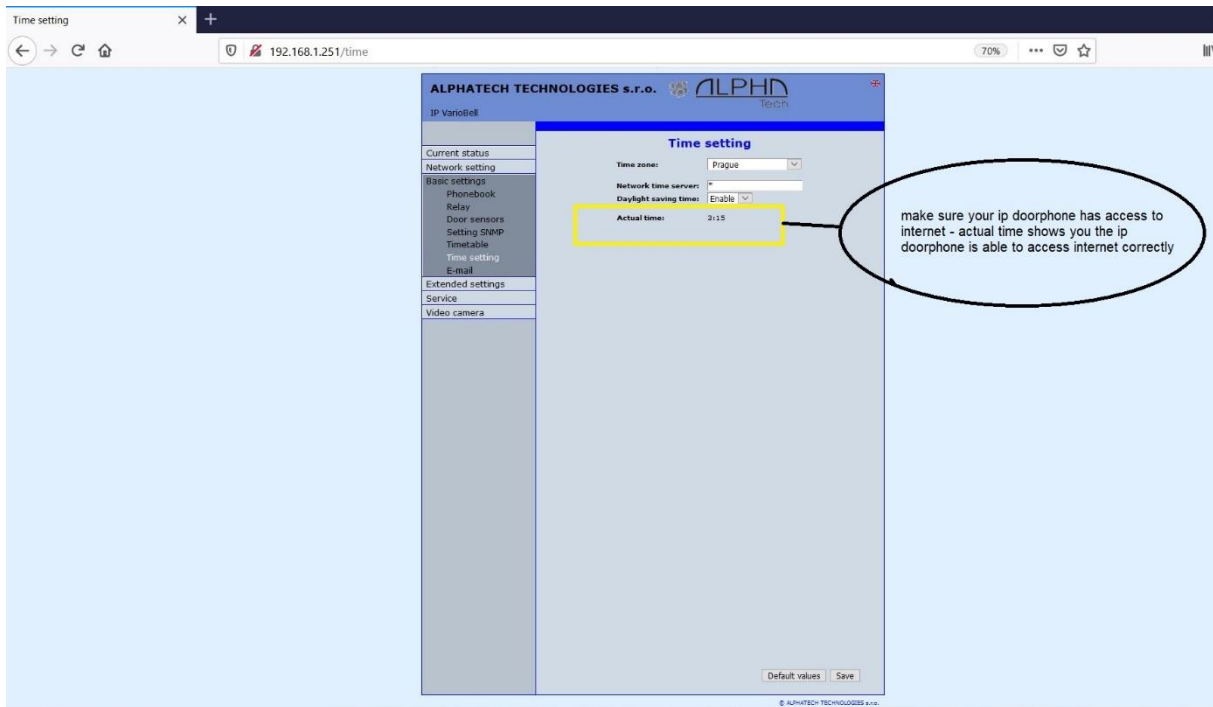 Time setting
192.168.1.251/time
70%
ALPHATECH TECHNOLOGIES s.r.o.
ALPHA
Tech
IP VarioBell
Time setting
Current status
Network setting
Basic settings
Phonebook
Relay
Door sensors
Setting SNMP
Timetable
Time setting
E-mail
Extended settings
Service
Video camera
Time zone: Prague
Network time server: *
Daylight saving time: Enable
Actual time: 2:15
make sure your ip doorphone has access to
internet - actual time shows you the ip
doorphone is able to access internet correctly
Default values Save
© ALPHATECH TECHNOLOGIES s.r.o.